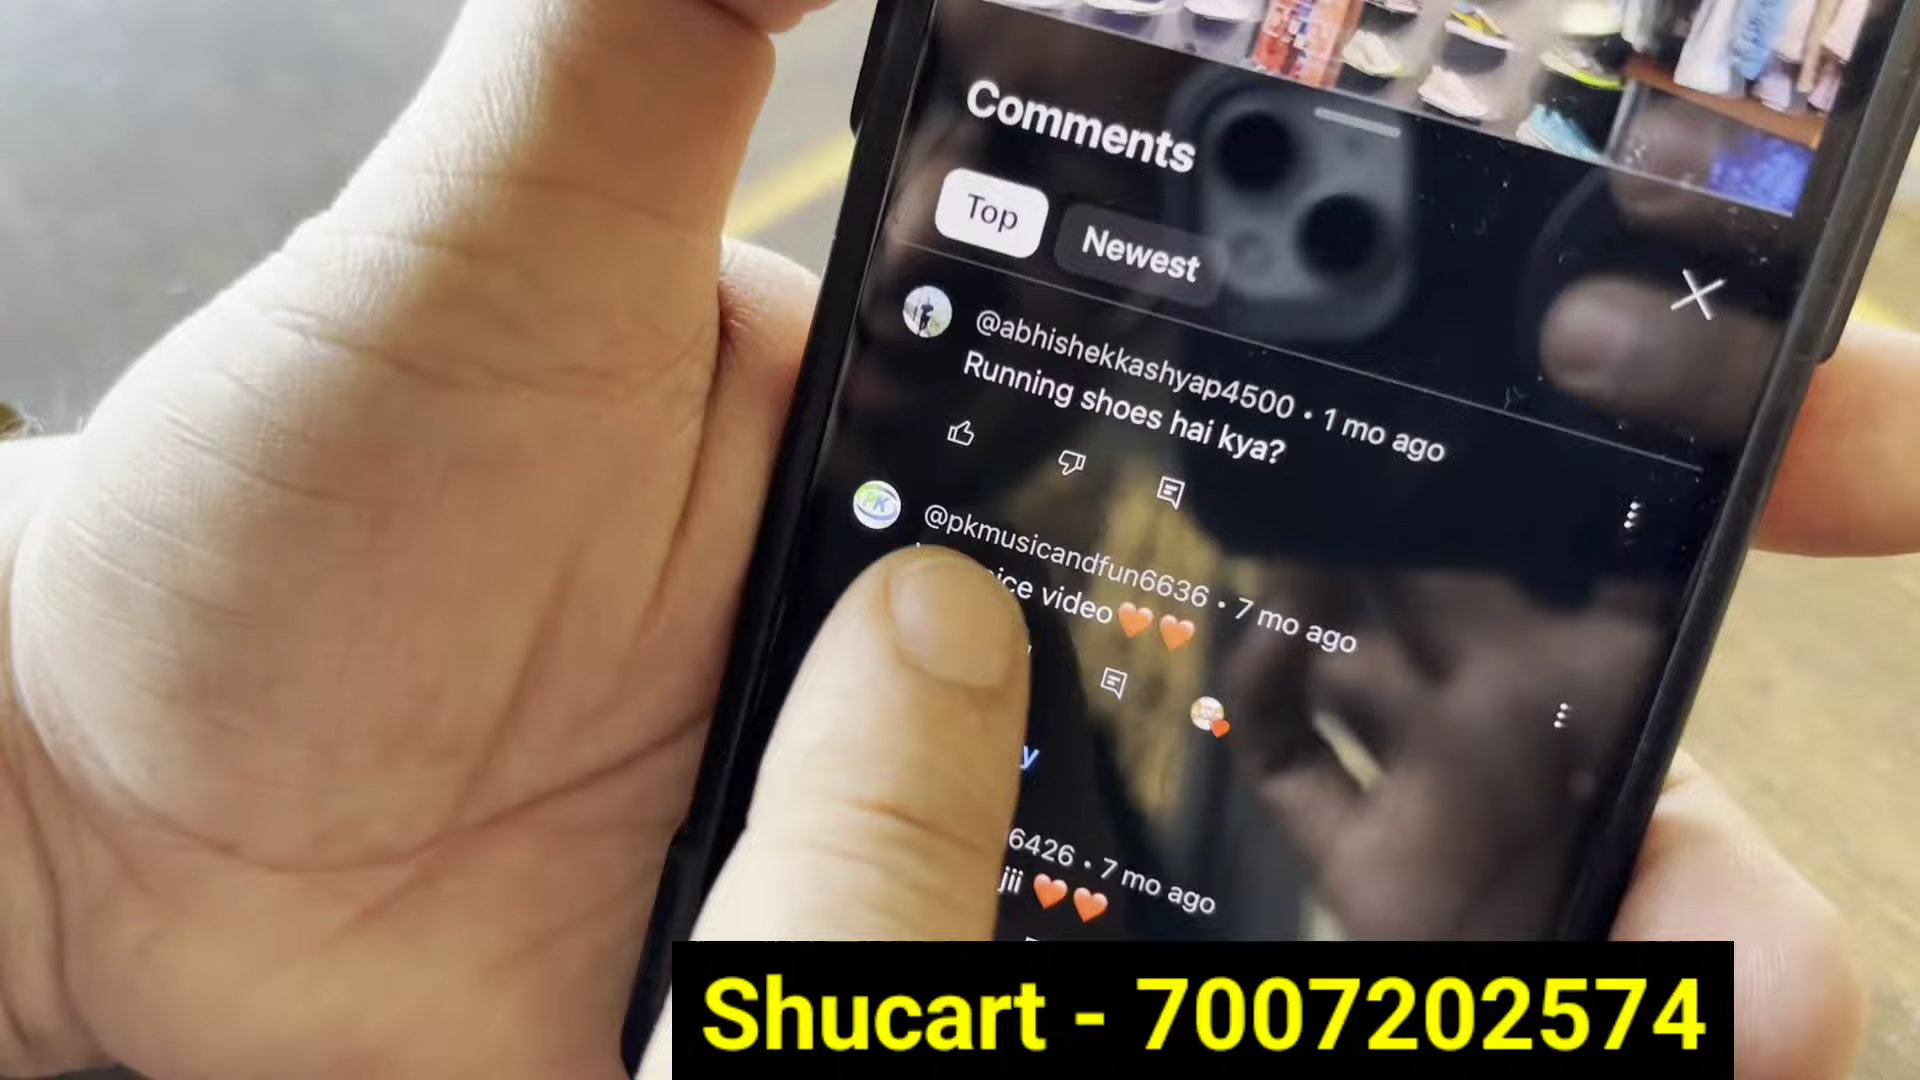 Comments
Top
Newest
@abhishekkashyap4500 • 1 mo ago
Running shoes hai kya?
PK
@pkmusicandfun6636 • 7 mo ago
video❤️❤️
6426 • 7 mo ago
jii ❤️❤️
Shucart - 7007202574